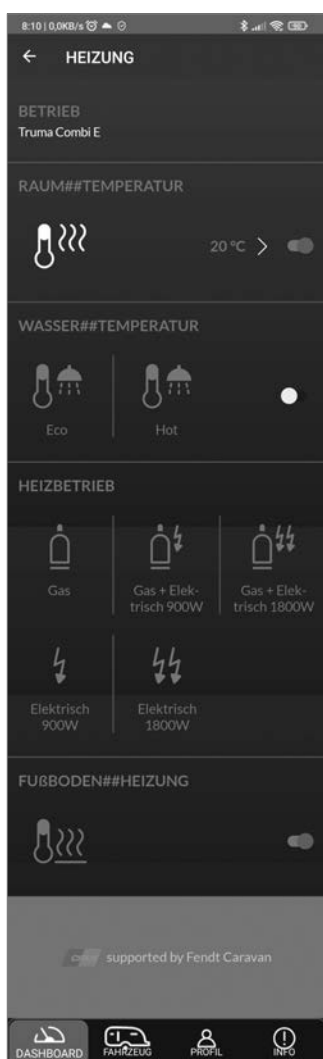 8:10 | 0,0KB/s
HEIZUNG
BETRIEB
Truma Combi E
RAUM##TEMPERATUR
20 °C
WASSER##TEMPERATUR
Eco
Hot
HEIZBETRIEB
Gas
Gas + Elek-
trisch 900W
Gas + Elek-
trisch 1800W
Elektrisch
900W
Elektrisch
1800W
FUßBODEN##HEIZUNG
supported by Fendt Caravan
DASHBOARD
FAHRZEUG
PROFIL
INFO